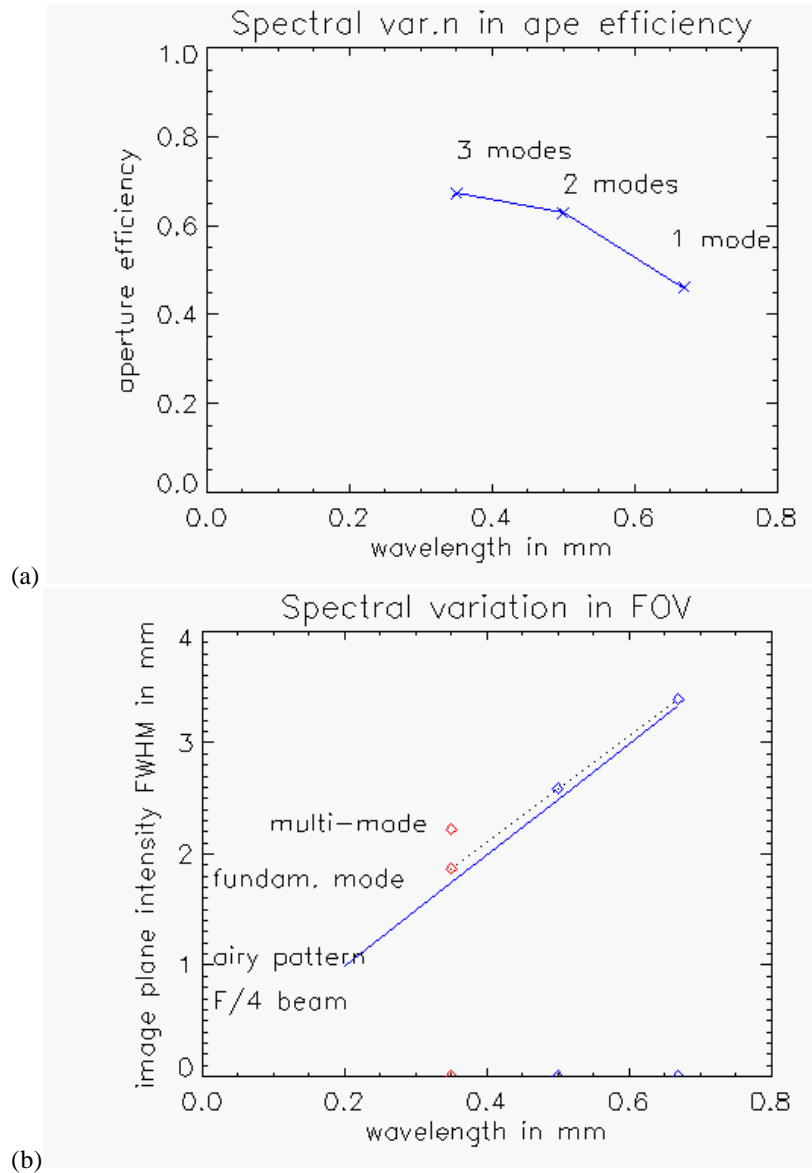 Spectral var.n in ape efficiency
1.0
0.8
0.6
0.4
0.2
0.0
aperture efficiency
3 modes
2 modes
1 mode
0.0 0.2 0.4 0.6 0.8
wavelength in mm
(a)
Spectral variation in FOV
4
3
2
1
0
image plane intensity FWHM in mm
multi-mode
fundam. mode
airy pattern
F/4 beam
0.0 0.2 0.4 0.6 0.8
wavelength in mm
(b)